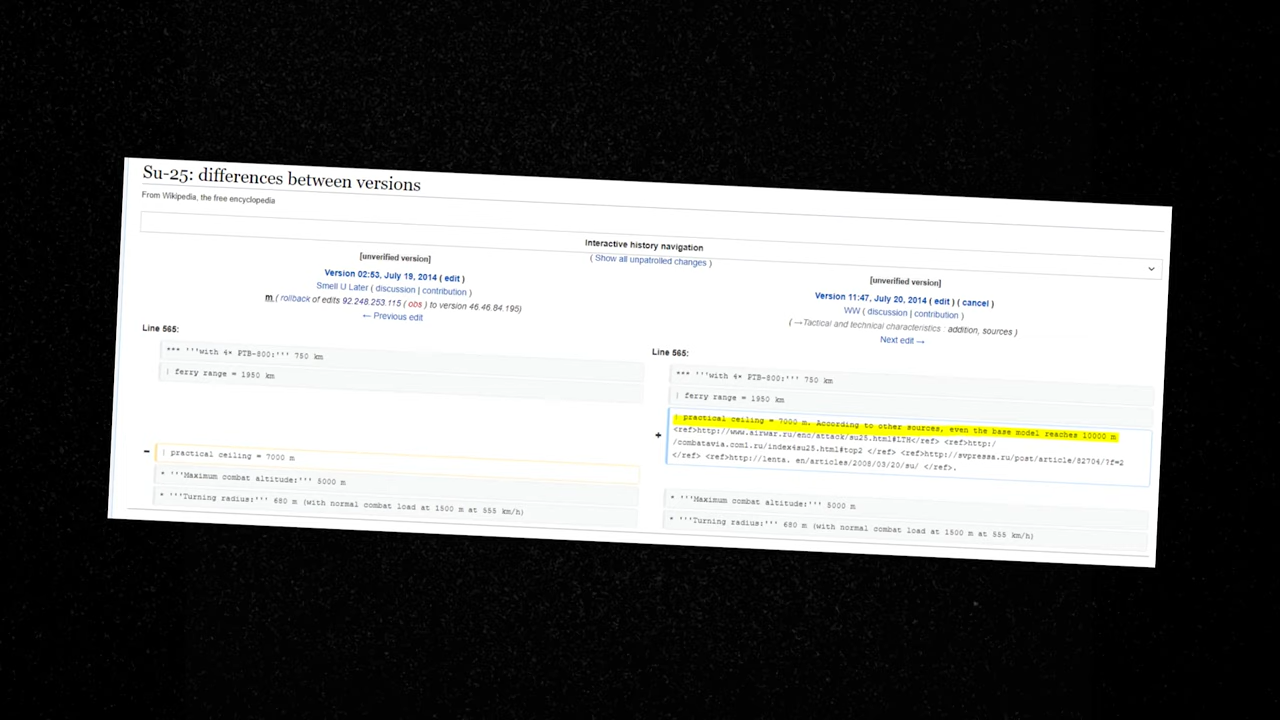 Su-25: differences between versions
From Wikipedia, the free encyclopedia
Interactive history navigation
( Show all unpatrolled changes )
[unverified version]
Version 02:53, July 19, 2014 ( edit )
Smell U Later ( discussion | contribution )
m ( rollback of edits 92.248.253.115 ( obs ) to version 46.46.84.195)
← Previous edit
[unverified version]
Version 11:47, July 20, 2014 ( edit ) ( cancel )
WW ( discussion | contribution )
( →Tactical and technical characteristics : addition, sources )
Next edit →
Line 565:
*** '''with 4* PTB-800:''' 750 km
| ferry range = 1950 km
− | practical ceiling = 7000 m
* '''Maximum combat altitude:''' 5000 m
* '''Turning radius:''' 680 m (with normal combat load at 1500 m at 555 km/h)
Line 565:
*** '''with 4* PTB-800:''' 750 km
| ferry range = 1950 km
+ | practical ceiling = 7000 m. According to other sources, even the base model reaches 10000 m
<ref>http://www.airwar.ru/enc/attack/su25.html#LTH</ref> <ref>http:/
/combatavia.com1.ru/index4su25.html#top2 </ref> <ref>http://svpressa.ru/post/article/82704/?f=2
</ref> <ref>http://lenta. en/articles/2008/03/20/su/ </ref>.
* '''Maximum combat altitude:''' 5000 m
* '''Turning radius:''' 680 m (with normal combat load at 1500 m at 555 km/h)